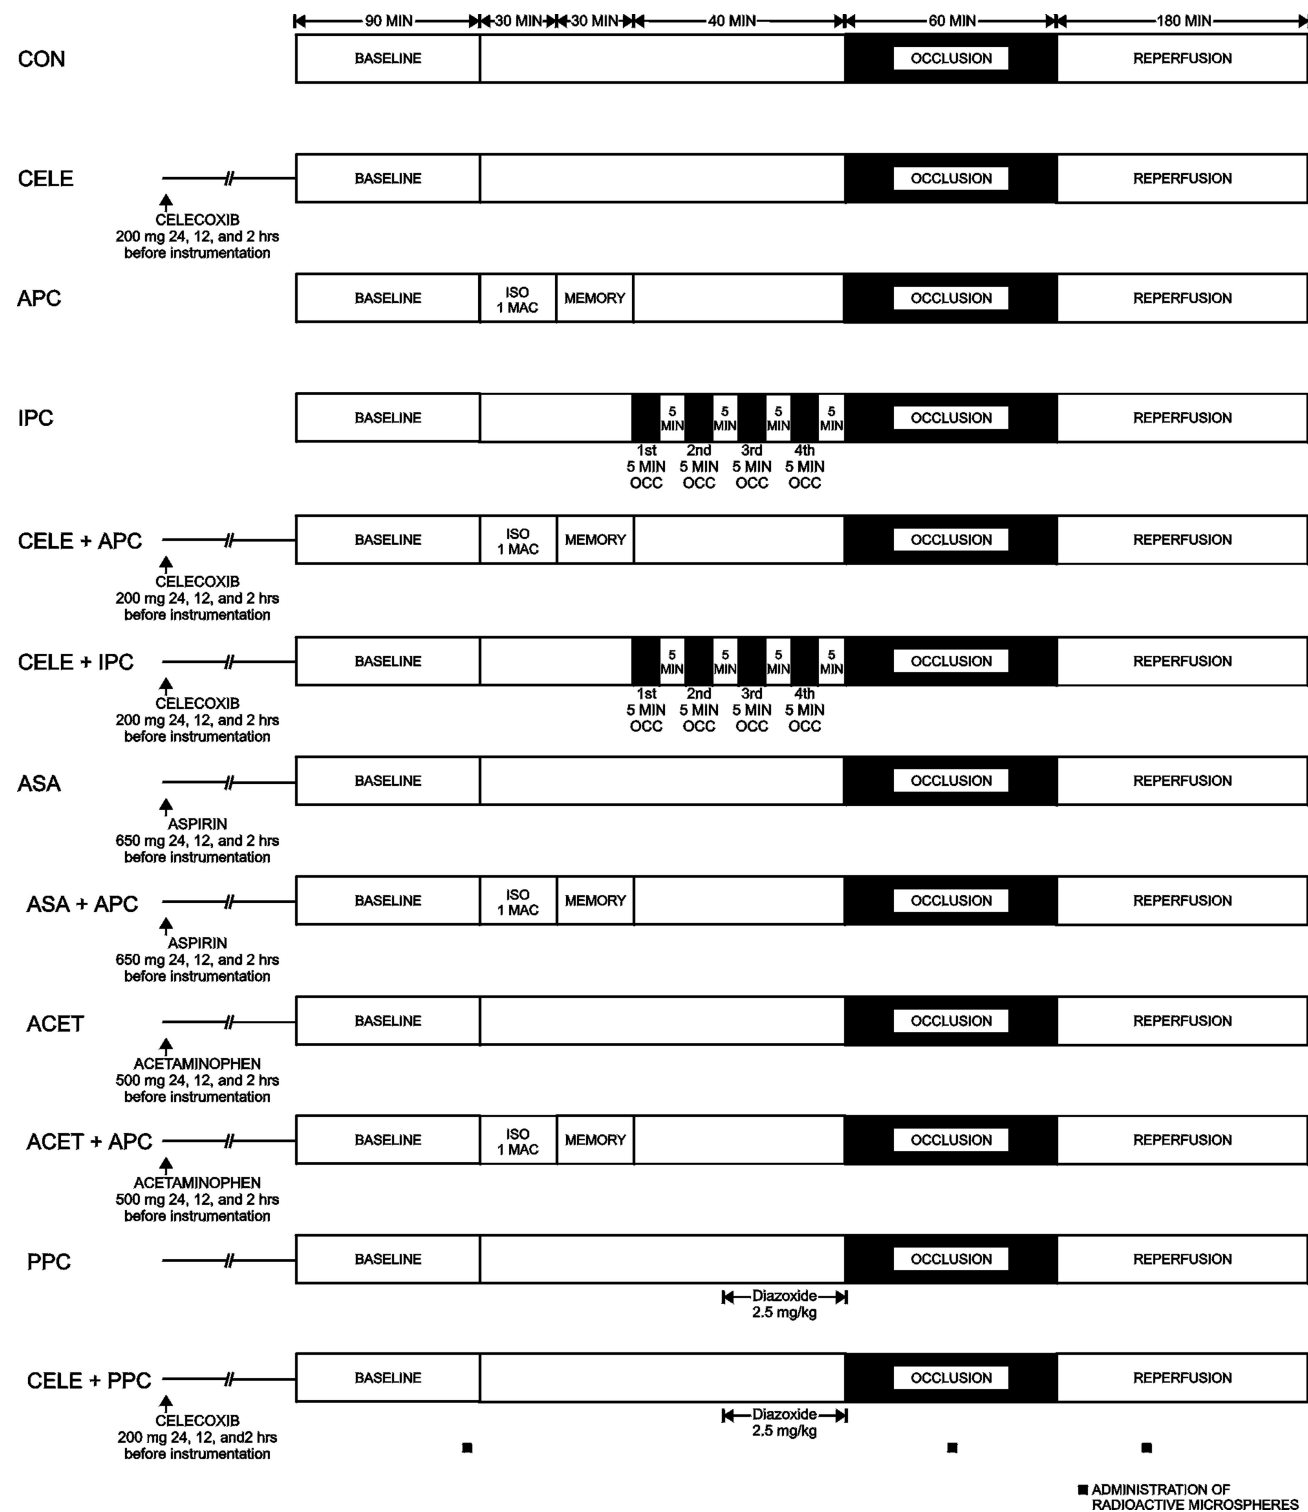 90 MIN 30 MIN 30 MIN 40 MIN 60 MIN 180 MIN
CON BASELINE OCCLUSION REPERFUSION
CELE BASELINE OCCLUSION REPERFUSION
CELECOXIB
200 mg 24, 12, and 2 hrs
before instrumentation
APC BASELINE ISO MEMORY OCCLUSION REPERFUSION
1 MAC
IPC BASELINE 5 5 5 5 OCCLUSION REPERFUSION
MIN MIN MIN MIN
1st 2nd 3rd 4th
5 MIN 5 MIN 5 MIN 5 MIN
OCC OCC OCC OCC
CELE + APC BASELINE ISO MEMORY OCCLUSION REPERFUSION
1 MAC
CELECOXIB
200 mg 24, 12, and 2 hrs
before instrumentation
CELE + IPC BASELINE 5 5 5 5 OCCLUSION REPERFUSION
MIN MIN MIN MIN
CELECOXIB
200 mg 24, 12, and 2 hrs
before instrumentation
1st 2nd 3rd 4th
5 MIN 5 MIN 5 MIN 5 MIN
OCC OCC OCC OCC
ASA BASELINE OCCLUSION REPERFUSION
ASPIRIN
650 mg 24, 12, and 2 hrs
before instrumentation
ASA + APC BASELINE ISO MEMORY OCCLUSION REPERFUSION
1 MAC
ASPIRIN
650 mg 24, 12, and 2 hrs
before instrumentation
ACET BASELINE OCCLUSION REPERFUSION
ACETAMINOPHEN
500 mg 24, 12, and 2 hrs
before instrumentation
ACET + APC BASELINE ISO MEMORY OCCLUSION REPERFUSION
1 MAC
ACETAMINOPHEN
500 mg 24, 12, and 2 hrs
before instrumentation
PPC BASELINE OCCLUSION REPERFUSION
Diazoxide
2.5 mg/kg
CELE + PPC BASELINE OCCLUSION REPERFUSION
CELECOXIB
200 mg 24, 12, and2 hrs
before instrumentation
Diazoxide
2.5 mg/kg
ADMINISTRATION OF
RADIOACTIVE MICROSPHERES